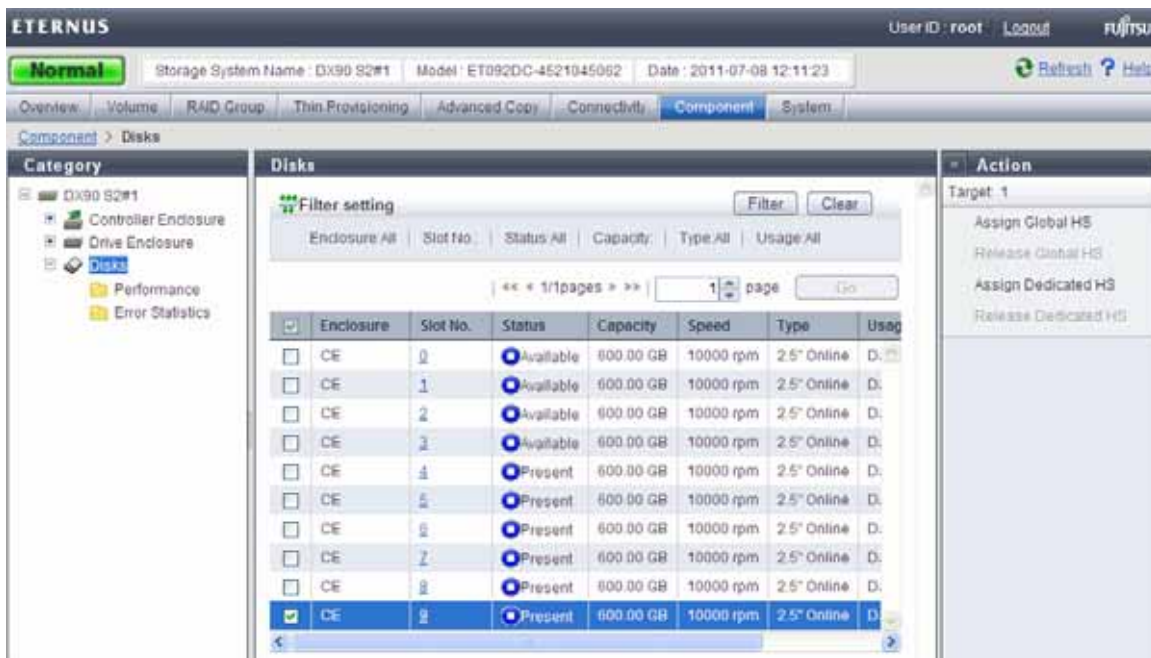 ETERNUS User ID : root Logout FUJITSU
Normal Storage System Name : DX90 S2#1 Model : ET092DC-4521045062 Date : 2011-07-08 12:11:23 Refresh ? Help
Overview Volume RAID Group Thin Provisioning Advanced Copy Connectivity Component System
Component > Disks
Category
DX90 S2#1
Controller Enclosure
Drive Enclosure
Disks
Performance
Error Statistics
Disks
Filter setting Filter Clear
Enclosure:All Slot No.: Status:All Capacity: Type:All Usage:All
<< < 1/1pages > >> 1 page Go
Enclosure Slot No. Status Capacity Speed Type Usag
CE 0 Available 600.00 GB 10000 rpm 2.5" Online D.
CE 1 Available 600.00 GB 10000 rpm 2.5" Online D.
CE 2 Available 600.00 GB 10000 rpm 2.5" Online D.
CE 3 Available 600.00 GB 10000 rpm 2.5" Online D.
CE 4 Present 600.00 GB 10000 rpm 2.5" Online D.
CE 5 Present 600.00 GB 10000 rpm 2.5" Online D.
CE 6 Present 600.00 GB 10000 rpm 2.5" Online D.
CE 7 Present 600.00 GB 10000 rpm 2.5" Online D.
CE 8 Present 600.00 GB 10000 rpm 2.5" Online D.
CE 9 Present 600.00 GB 10000 rpm 2.5" Online D.
Action
Target: 1
Assign Global HS
Release Global HS
Assign Dedicated HS
Release Dedicated HS